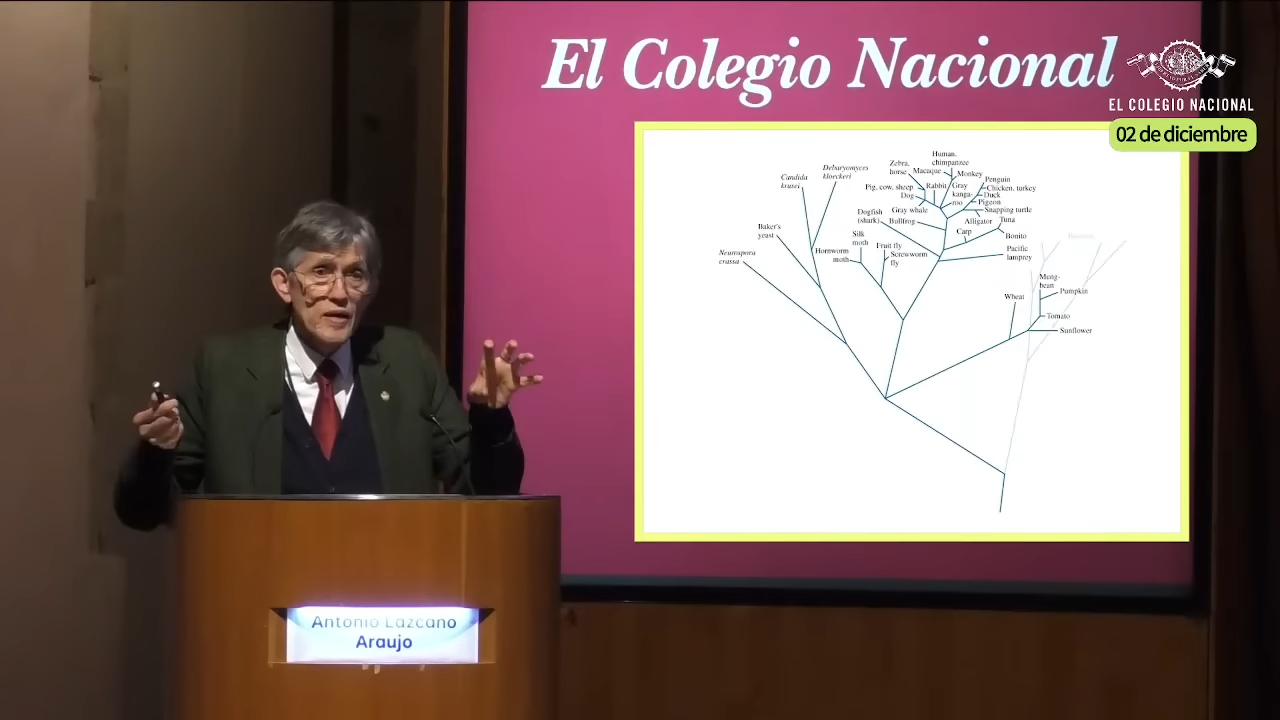 El Colegio Nacional
EL COLEGIO NACIONAL
02 de diciembre
Human,
chimpanzee
Zebra,
horse
Macaque
Monkey
Debaryomyces
kloeckeri
Candida
krusei
Pig, cow, sheep
Rabbit
Gray
kanga-
roo
Penguin
Chicken, turkey
Dog
Duck
Pigeon
Gray whale
Snapping turtle
Dogfish
(shark)
Bullfrog
Alligator
Tuna
Baker's
yeast
Silk
moth
Carp
Bonito
Neurospora
crassa
Hornworm
moth
Fruit fly
Screwworm
fly
Pacific
lamprey
Mung-
bean
Pumpkin
Wheat
Tomato
Sunflower
Antonio Lazcano
Araujo